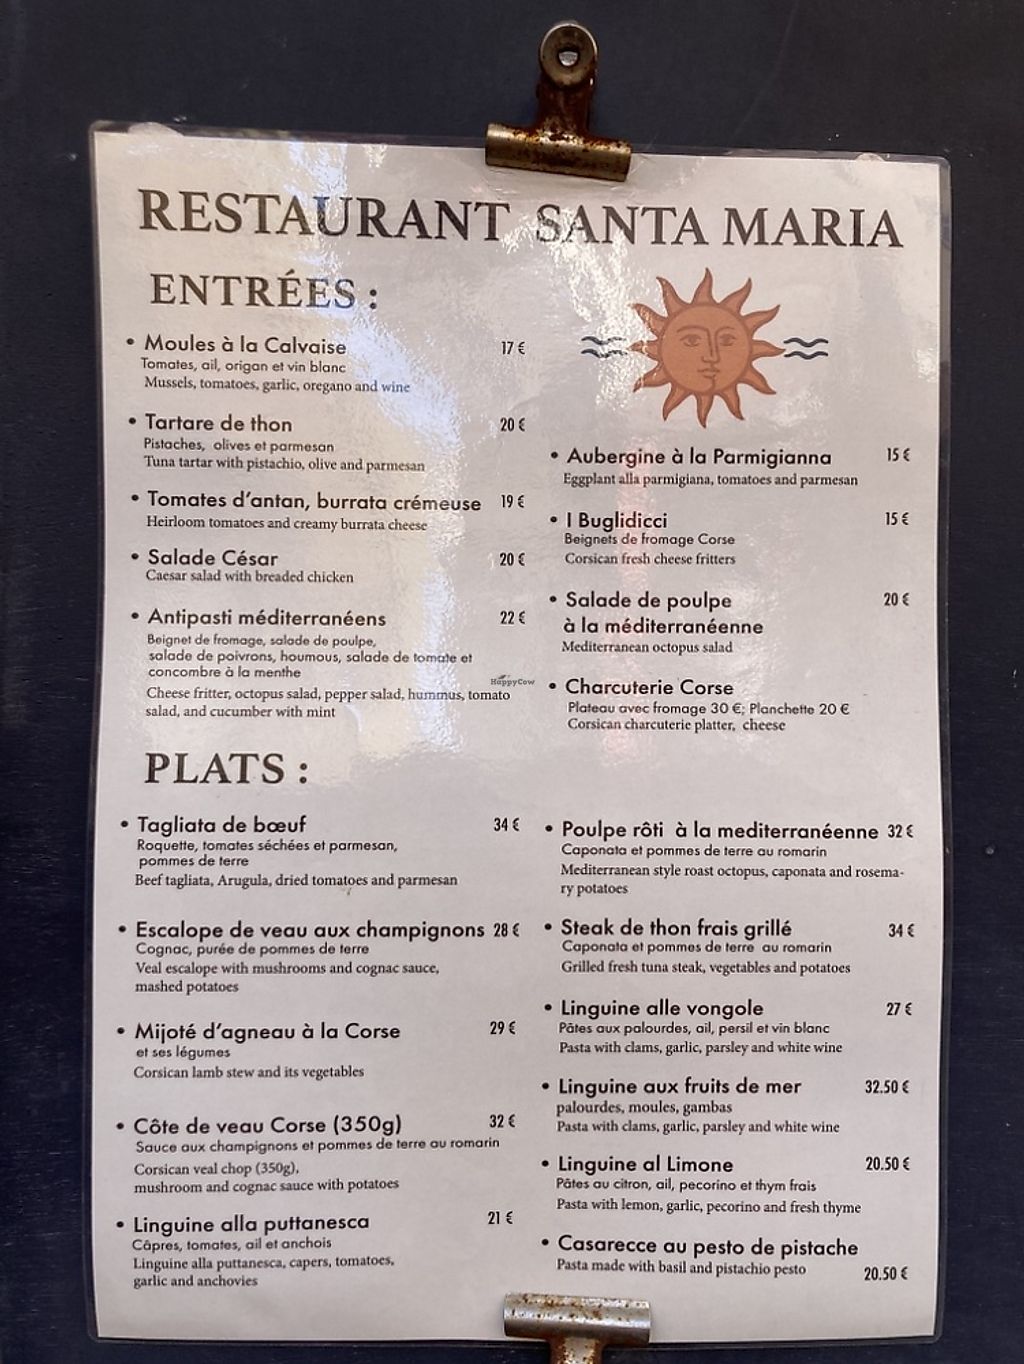 RESTAURANT SANTA MARIA
ENTRÉES :
• Moules à la Calvaise 17 €
Tomates, ail, origan et vin blanc
Mussels, tomatoes, garlic, oregano and wine
• Tartare de thon 20 €
Pistaches, olives et parmesan
Tuna tartar with pistachio, olive and parmesan
• Tomates d'antan, burrata crémeuse 19 €
Heirloom tomatoes and creamy burrata cheese
• Salade César 20 €
Caesar salad with breaded chicken
• Antipasti méditerranéens 22 €
Beignet de fromage, salade de poulpe,
salade de poivrons, houmous, salade de tomate et
concombre à la menthe
Cheese fritter, octopus salad, pepper salad, hummus, tomato
salad, and cucumber with mint
HappyCow
• Aubergine à la Parmigianna 15 €
Eggplant alla parmigiana, tomatoes and parmesan
• I Buglidicci 15 €
Beignets de fromage Corse
Corsican fresh cheese fritters
• Salade de poulpe 20 €
à la méditerranéenne
Mediterranean octopus salad
• Charcuterie Corse
Plateau avec fromage 30 €; Planchette 20 €
Corsican charcuterie platter, cheese
PLATS :
• Tagliata de bœuf 34 €
Roquette, tomates séchées et parmesan,
pommes de terre
Beef tagliata, Arugula, dried tomatoes and parmesan
• Escalope de veau aux champignons 28 €
Cognac, purée de pommes de terre
Veal escalope with mushrooms and cognac sauce,
mashed potatoes
• Mijoté d'agneau à la Corse 29 €
et ses légumes
Corsican lamb stew and its vegetables
• Côte de veau Corse (350g) 32 €
Sauce aux champignons et pommes de terre au romarin
Corsican veal chop (350g),
mushroom and cognac sauce with potatoes
• Linguine alla puttanesca 21 €
Câpres, tomates, ail et anchois
Linguine alla puttanesca, capers, tomatoes,
garlic and anchovies
• Poulpe rôti à la mediterranéenne 32 €
Caponata et pommes de terre au romarin
Mediterranean style roast octopus, caponata and rosema-
ry potatoes
• Steak de thon frais grillé 34 €
Caponata et pommes de terre au romarin
Grilled fresh tuna steak, vegetables and potatoes
• Linguine alle vongole 27 €
Pâtes aux palourdes, ail, persil et vin blanc
Pasta with clams, garlic, parsley and white wine
• Linguine aux fruits de mer 32.50 €
palourdes, moules, gambas
Pasta with clams, garlic, parsley and white wine
• Linguine al Limone 20.50 €
Pâtes au citron, ail, pecorino et thym frais
Pasta with lemon, garlic, pecorino and fresh thyme
• Casarecce au pesto de pistache
Pasta made with basil and pistachio pesto 20.50 €